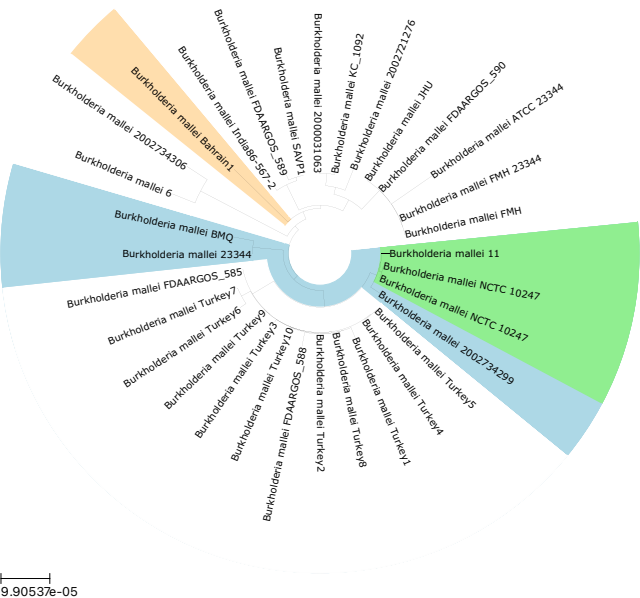 Burkholderia mallei 11
Burkholderia mallei FMH
Burkholderia mallei FMH 23344
Burkholderia mallei ATCC 23344
Burkholderia mallei FDAARGOS_590
Burkholderia mallei JHU
Burkholderia mallei 2002721276
Burkholderia mallei KC_1092
Burkholderia mallei 2000031063
Burkholderia mallei SAVP1
Burkholderia mallei FDAARGOS_589
Burkholderia mallei India86-567-2
Burkholderia mallei Bahrain1
Burkholderia mallei 2002734306
Burkholderia mallei 6
Burkholderia mallei BMQ
Burkholderia mallei 23344
Burkholderia mallei FDAARGOS_585
Burkholderia mallei Turkey7
Burkholderia mallei Turkey6
Burkholderia mallei Turkey9
Burkholderia mallei Turkey3
Burkholderia mallei Turkey10
Burkholderia mallei FDAARGOS_588
Burkholderia mallei Turkey2
Burkholderia mallei Turkey8
Burkholderia mallei Turkey1
Burkholderia mallei Turkey4
Burkholderia mallei Turkey5
Burkholderia mallei 2002734299
Burkholderia mallei NCTC 10247
Burkholderia mallei NCTC 10247
9.90537e-05